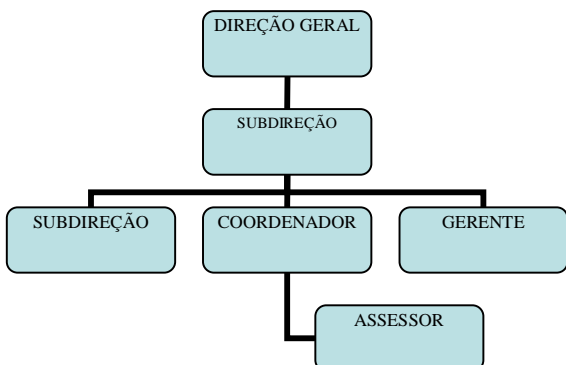 DIREÇÃO GERAL
SUBDIREÇÃO
SUBDIREÇÃO
COORDENADOR
GERENTE
ASSESSOR